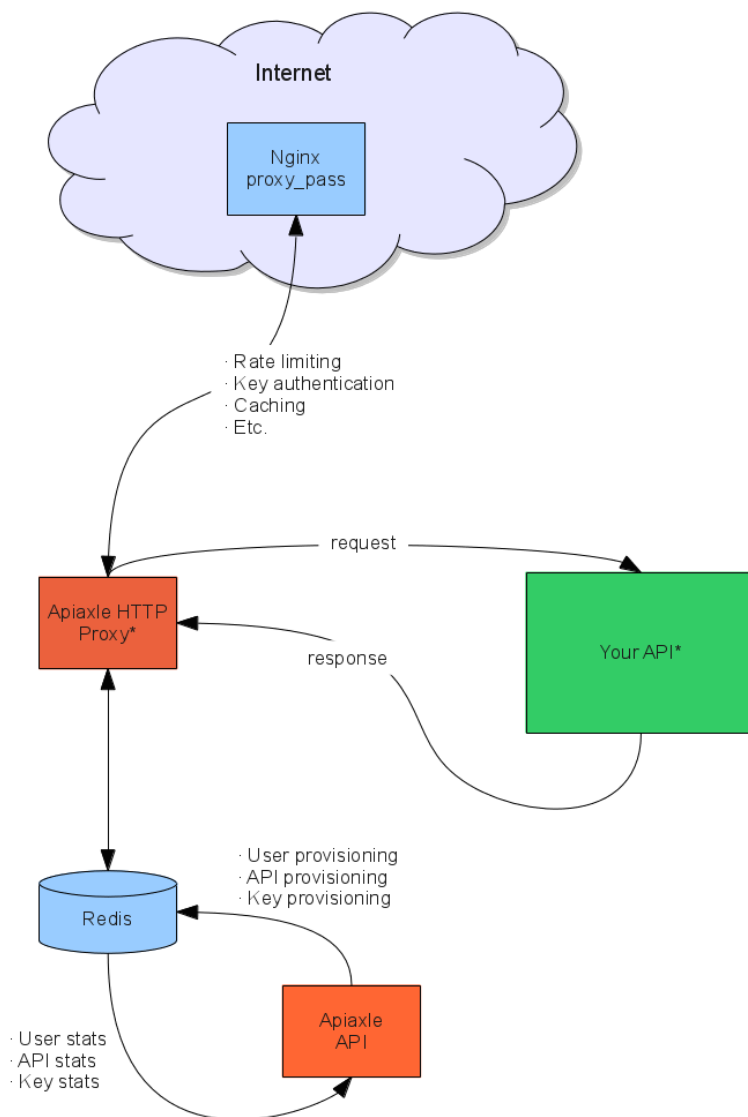 Internet
Nginx
proxy_pass
· Rate limiting
· Key authentication
· Caching
· Etc.
request
Apiaxle HTTP
Proxy*
Your API*
response
· User provisioning
· API provisioning
· Key provisioning
Redis
Apiaxle
API
· User stats
· API stats
· Key stats